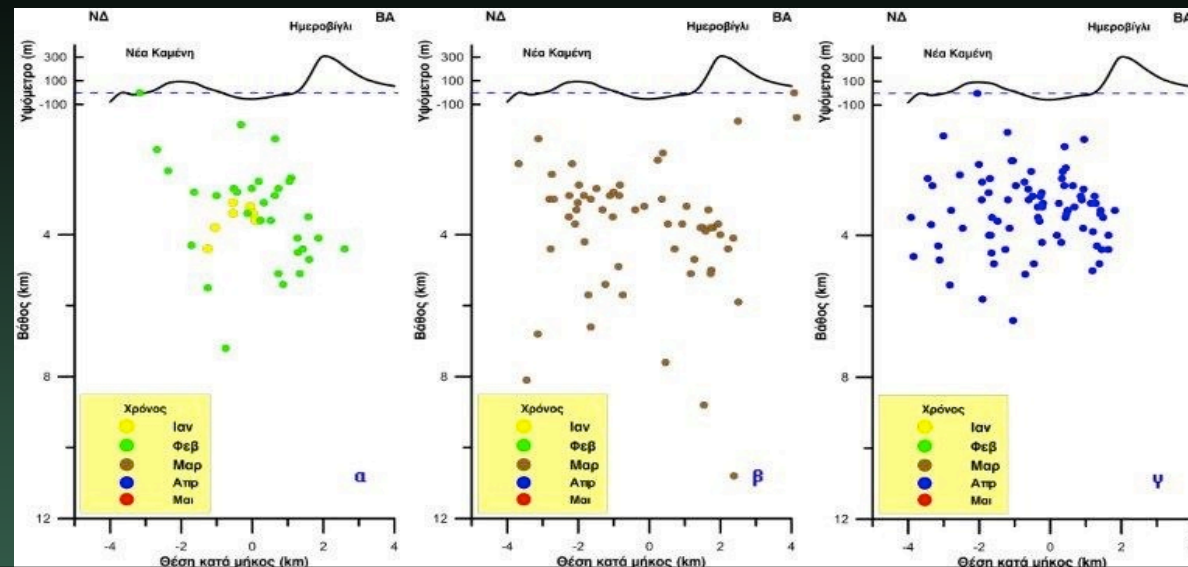 ΝΔ ΒΑ
Ημεροβίγλι
Νέα Καμένη
Υψόμετρο (m)
300
100
-100
Βάθος (km)
4
8
12
Χρόνος
Ιαν
Φεβ
Μαρ
Απρ
Μαι
α
-4 -2 0 2 4
Θέση κατά μήκος (km)
ΝΔ ΒΑ
Ημεροβίγλι
Νέα Καμένη
Υψόμετρο (m)
300
100
-100
Βάθος (km)
4
8
12
Χρόνος
Ιαν
Φεβ
Μαρ
Απρ
Μαι
β
-4 -2 0 2 4
Θέση κατά μήκος (km)
ΝΔ ΒΑ
Ημεροβίγλι
Νέα Καμένη
Υψόμετρο (m)
300
100
-100
Βάθος (km)
4
8
12
Χρόνος
Ιαν
Φεβ
Μαρ
Απρ
Μαι
γ
-4 -2 0 2
Θέση κατά μήκος (km)